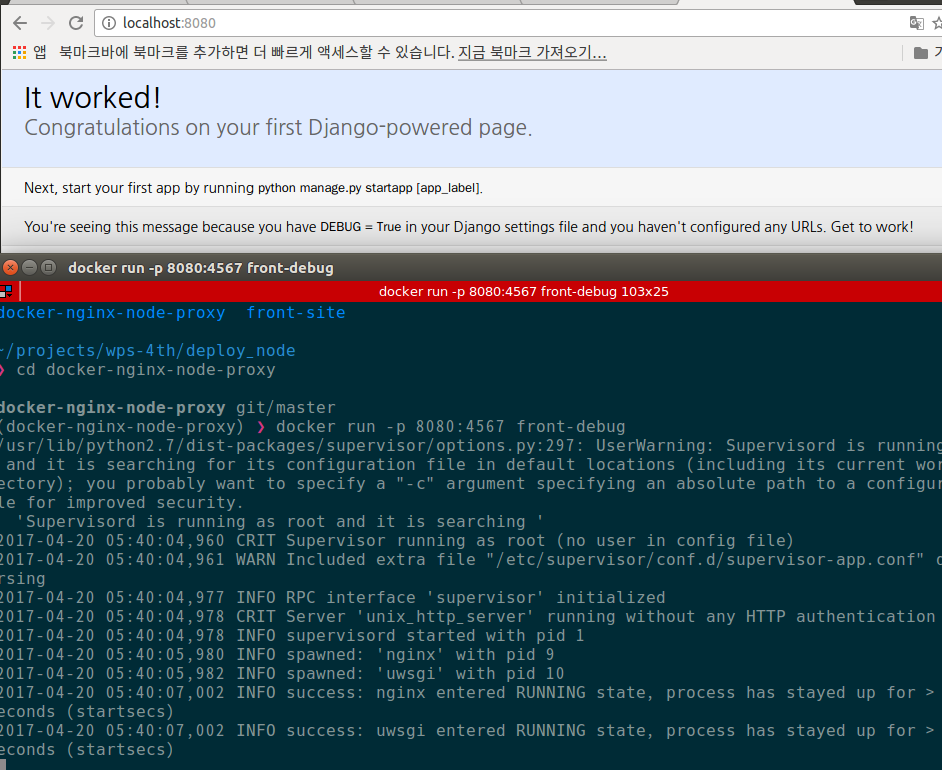 localhost:8080
앱 북마크바에 북마크를 추가하면 더 빠르게 액세스할 수 있습니다. 지금 북마크 가져오기...
It worked!
Congratulations on your first Django-powered page.
Next, start your first app by running python manage.py startapp [app_label].
You're seeing this message because you have DEBUG = True in your Django settings file and you haven't configured any URLs. Get to work!
docker run -p 8080:4567 front-debug
docker run -p 8080:4567 front-debug 103x25
docker-nginx-node-proxy front-site
~/projects/wps-4th/deploy_node
❯ cd docker-nginx-node-proxy
docker-nginx-node-proxy git/master
(docker-nginx-node-proxy) ❯ docker run -p 8080:4567 front-debug
/usr/lib/python2.7/dist-packages/supervisor/options.py:297: UserWarning: Supervisord is running
and it is searching for its configuration file in default locations (including its current wor
ectory); you probably want to specify a "-c" argument specifying an absolute path to a configur
le for improved security.
'Supervisord is running as root and it is searching '
2017-04-20 05:40:04,960 CRIT Supervisor running as root (no user in config file)
2017-04-20 05:40:04,961 WARN Included extra file "/etc/supervisor/conf.d/supervisor-app.conf" d
rsing
2017-04-20 05:40:04,977 INFO RPC interface 'supervisor' initialized
2017-04-20 05:40:04,978 CRIT Server 'unix_http_server' running without any HTTP authentication
2017-04-20 05:40:04,978 INFO supervisord started with pid 1
2017-04-20 05:40:05,980 INFO spawned: 'nginx' with pid 9
2017-04-20 05:40:05,982 INFO spawned: 'uwsgi' with pid 10
2017-04-20 05:40:07,002 INFO success: nginx entered RUNNING state, process has stayed up for >
econds (startsecs)
2017-04-20 05:40:07,002 INFO success: uwsgi entered RUNNING state, process has stayed up for >
econds (startsecs)